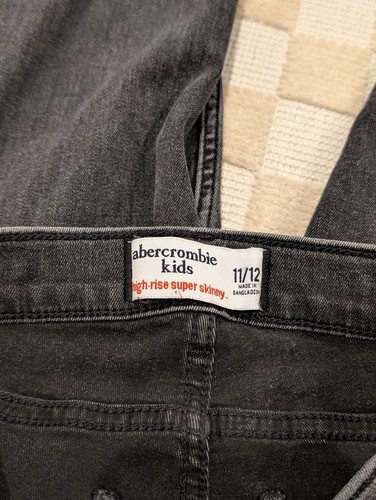 abercrombie
kids
high-rise super skinny
11/12
MADE IN
BANGLADESH